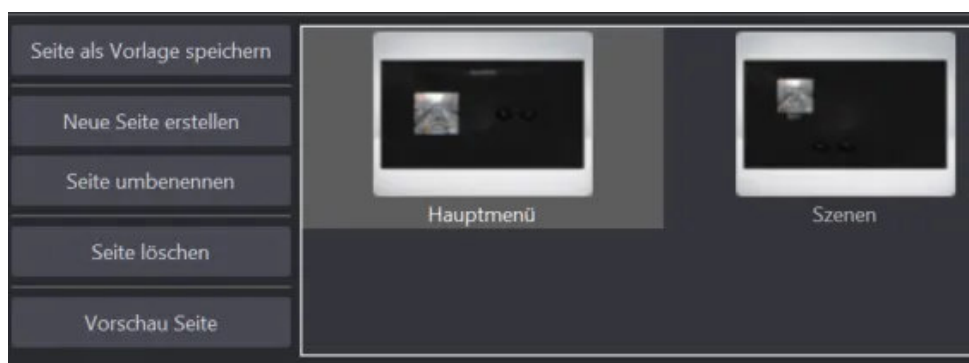 Seite als Vorlage speichern
Neue Seite erstellen
Seite umbenennen
Seite löschen
Vorschau Seite
Hauptmenü
Szenen